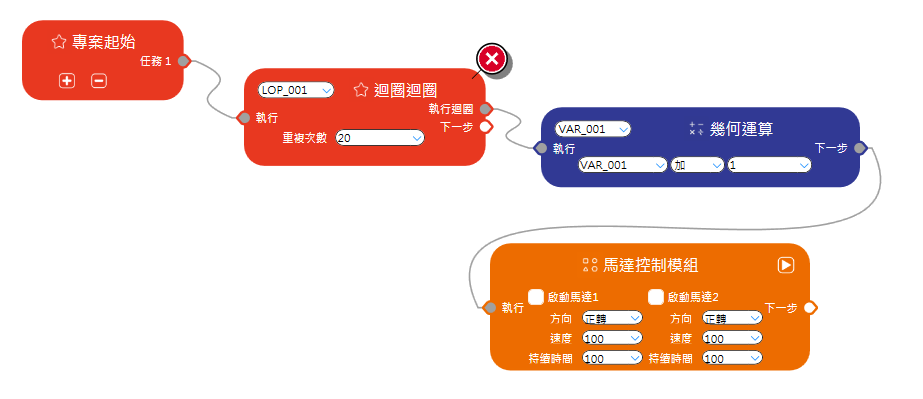 專案起始
任務 1
LOP_001
迴圈迴圈
執行
執行迴圈
下一步
重複次數 20
VAR_001
幾何運算
執行
下一步
VAR_001 加 1
馬達控制模組
執行
啟動馬達1 啟動馬達2
下一步
方向 正轉 方向 正轉
速度 100 速度 100
持續時間 100 持續時間 100